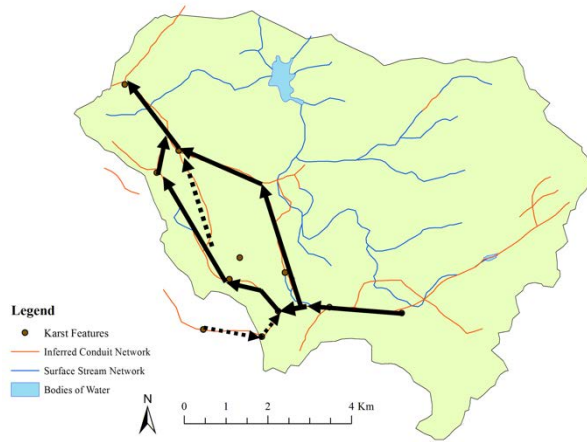 Legend
Karst Features
Inferred Conduit Network
Surface Stream Network
Bodies of Water
N
0 1 2 4 Km